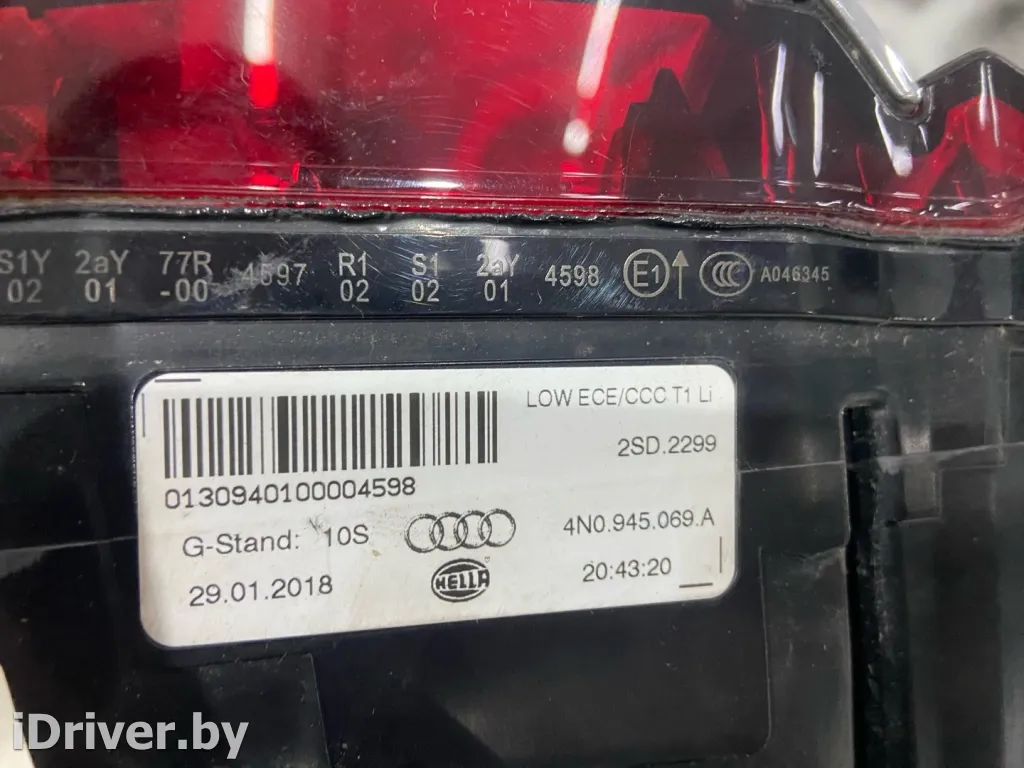 S1Y 2aY 77R 4597 R1 S1 2aY 4598 E1 CCC A046345
02 01 -00 02 02 01
LOW ECE/CCC T1 Li
2SD.2299
0130940100004598
G-Stand: 10S
4N0.945.069.A
29.01.2018
HELLA
20:43:20
iDriver.by